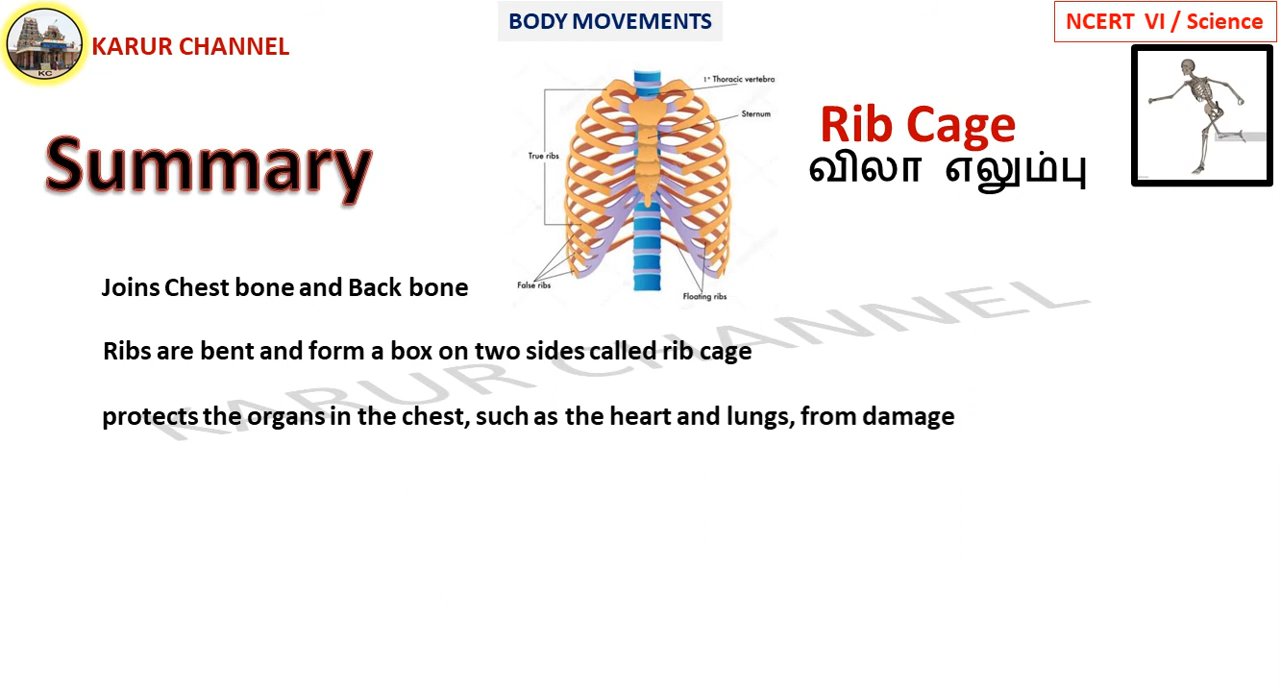 KARUR CHANNEL
KC
BODY MOVEMENTS
NCERT VI / Science
Summary
1st Thoracic vertebra
Sternum
True ribs
False ribs
Floating ribs
Rib Cage
விலா எலும்பு
Joins Chest bone and Back bone
Ribs are bent and form a box on two sides called rib cage
protects the organs in the chest, such as the heart and lungs, from damage
KARUR CHANNEL